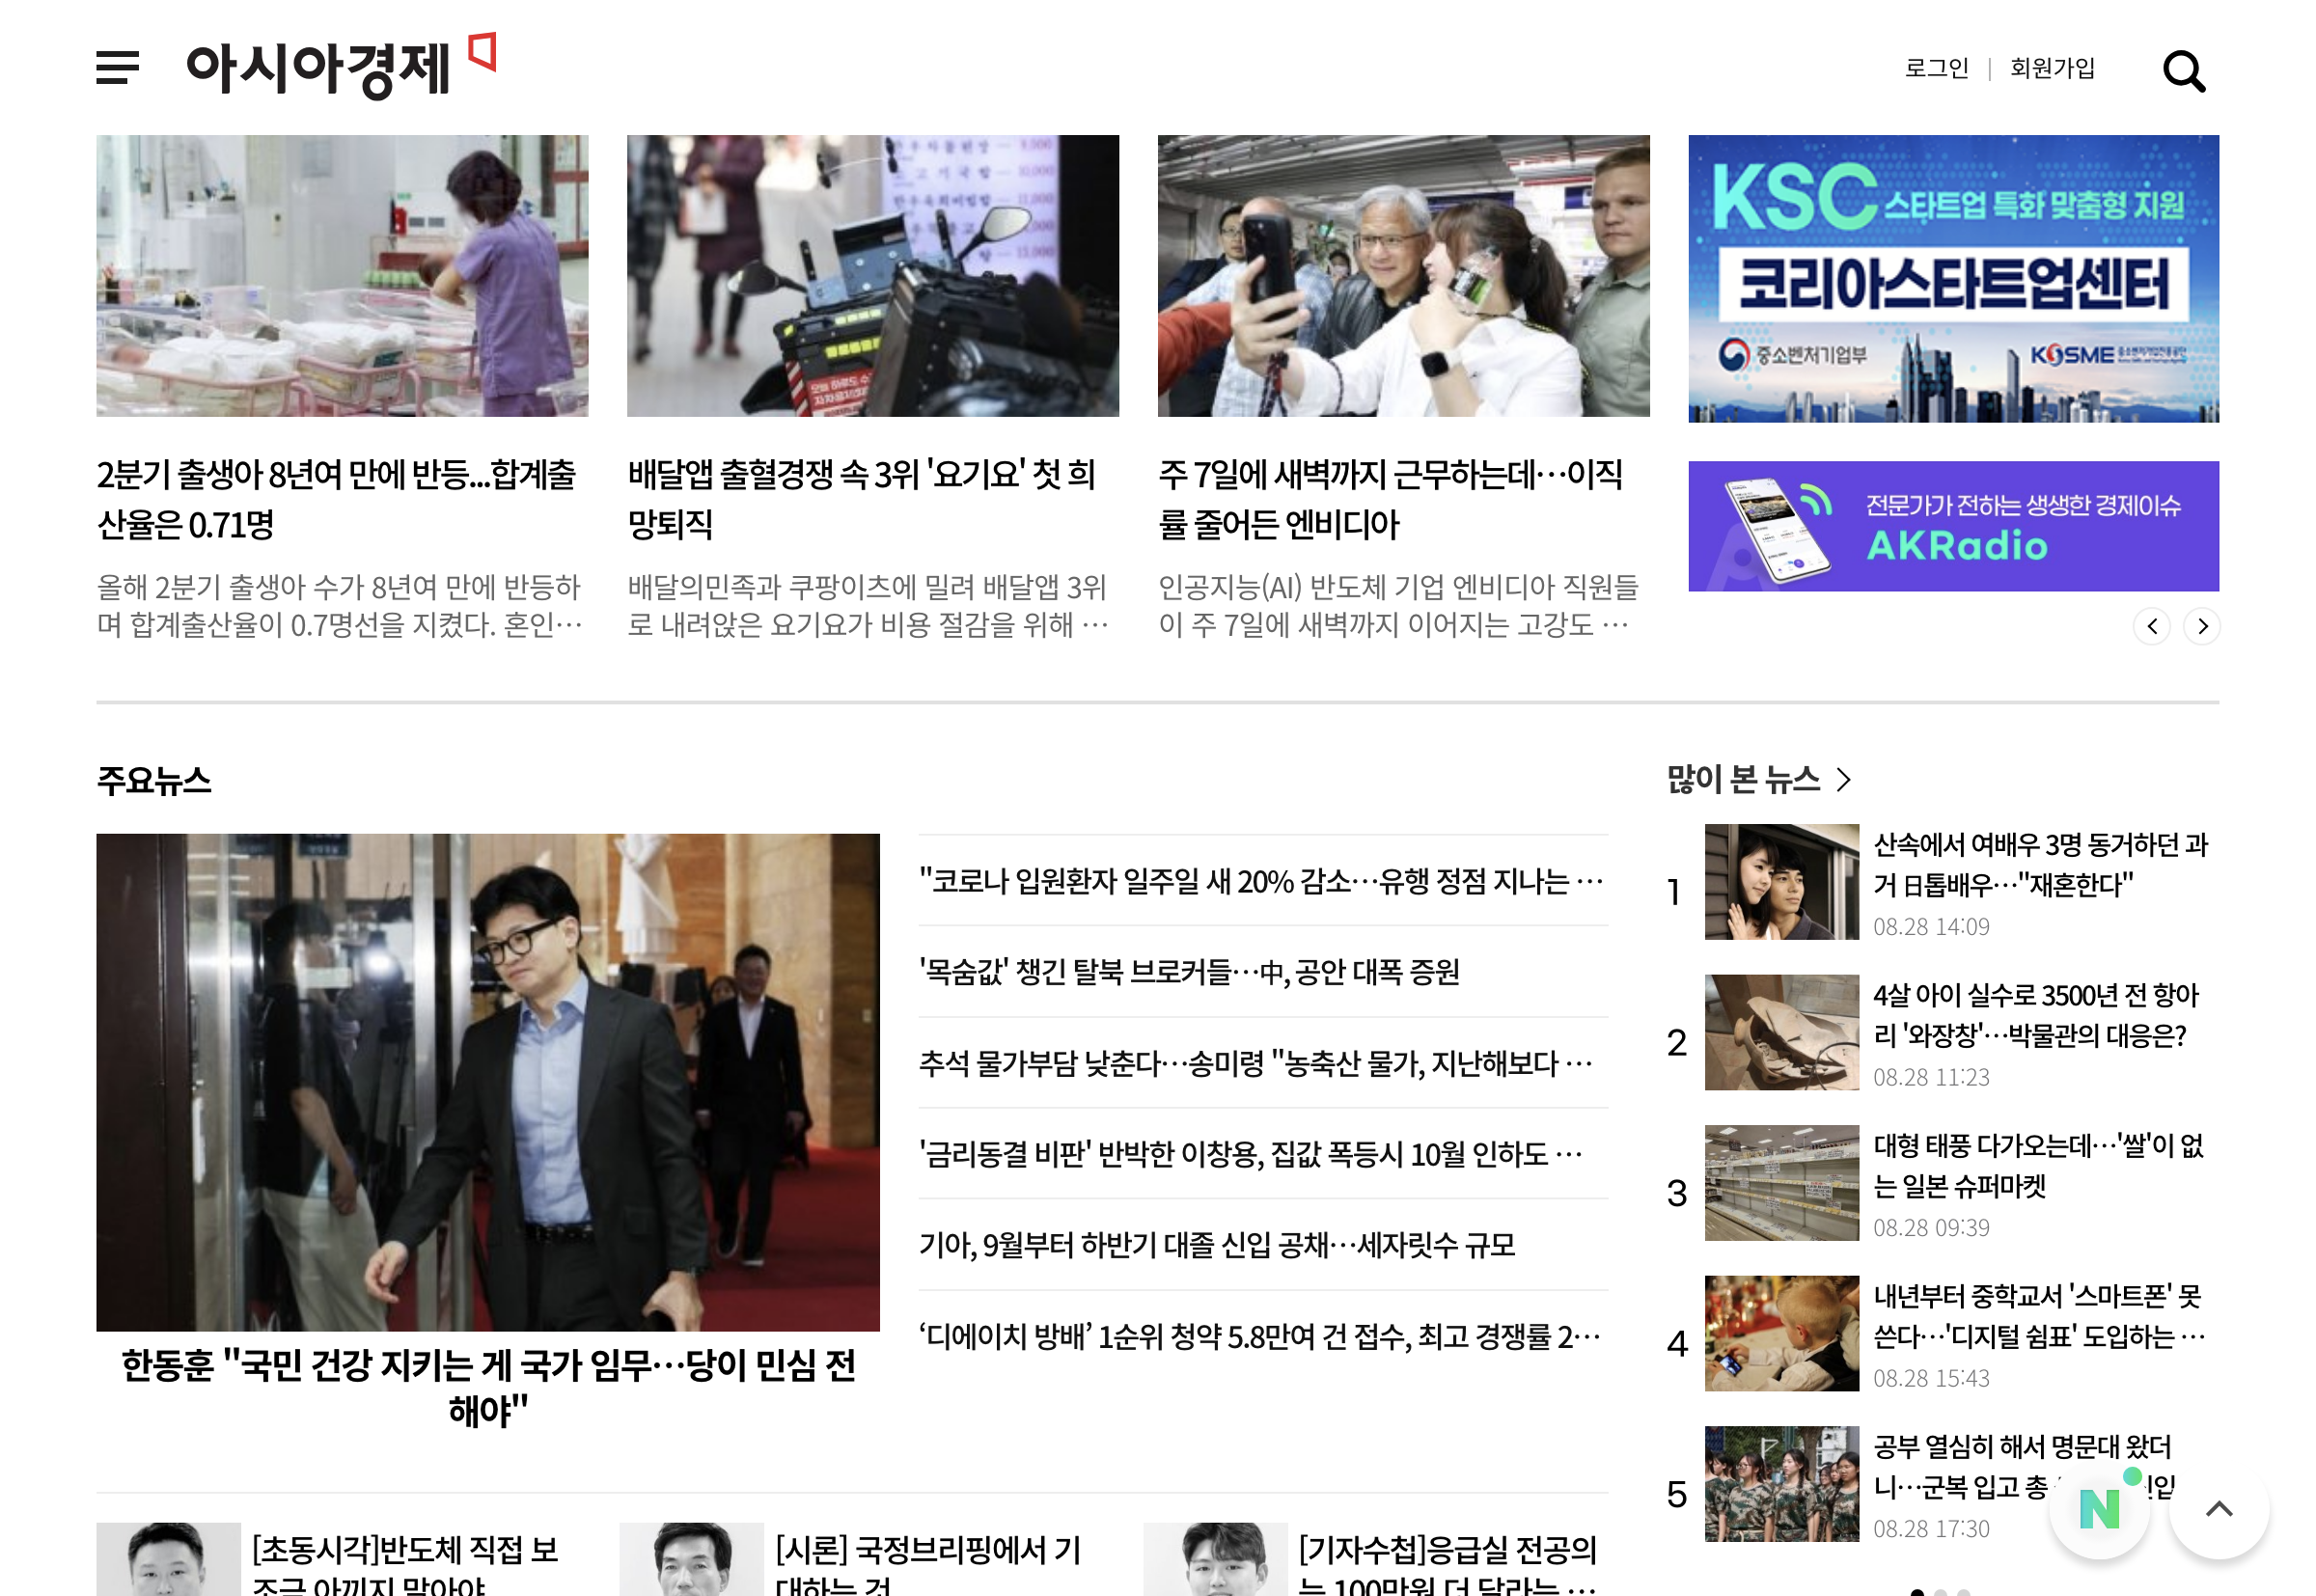 아시아경제
로그인
회원가입
KSC 스타트업 특화 맞춤형 지원
코리아스타트업센터
중소벤처기업부
KOSME
2분기 출생아 8년여 만에 반등...합계출
산율은 0.71명
올해 2분기 출생아 수가 8년여 만에 반등하
며 합계출산율이 0.7명선을 지켰다. 혼인…
배달앱 출혈경쟁 속 3위 '요기요' 첫 희
망퇴직
배달의민족과 쿠팡이츠에 밀려 배달앱 3위
로 내려앉은 요기요가 비용 절감을 위해 …
주 7일에 새벽까지 근무하는데…이직
률 줄어든 엔비디아
인공지능(AI) 반도체 기업 엔비디아 직원들
이 주 7일에 새벽까지 이어지는 고강도 …
전문가가 전하는 생생한 경제이슈
AKRadio
주요뉴스
한동훈 "국민 건강 지키는 게 국가 임무…당이 민심 전
해야"
"코로나 입원환자 일주일 새 20% 감소…유행 정점 지나는 …
'목숨값' 챙긴 탈북 브로커들…中, 공안 대폭 증원
추석 물가부담 낮춘다…송미령 "농축산 물가, 지난해보다 …
'금리동결 비판' 반박한 이창용, 집값 폭등시 10월 인하도 …
기아, 9월부터 하반기 대졸 신입 공채…세자릿수 규모
‘디에이치 방배’ 1순위 청약 5.8만여 건 접수, 최고 경쟁률 2…
많이 본 뉴스
1
산속에서 여배우 3명 동거하던 과
거 日톱배우…"재혼한다"
08.28 14:09
2
4살 아이 실수로 3500년 전 항아
리 '와장창'…박물관의 대응은?
08.28 11:23
3
대형 태풍 다가오는데…'쌀'이 없
는 일본 슈퍼마켓
08.28 09:39
4
내년부터 중학교서 '스마트폰' 못
쓴다…'디지털 쉼표' 도입하는 …
08.28 15:43
5
공부 열심히 해서 명문대 왔더
니…군복 입고 총
08.28 17:30
N
[초동시각]반도체 직접 보
조금 아끼지 말아야
[시론] 국정브리핑에서 기
대하는 것
[기자수첩]응급실 전공의
는 100만원 더 달라는 …